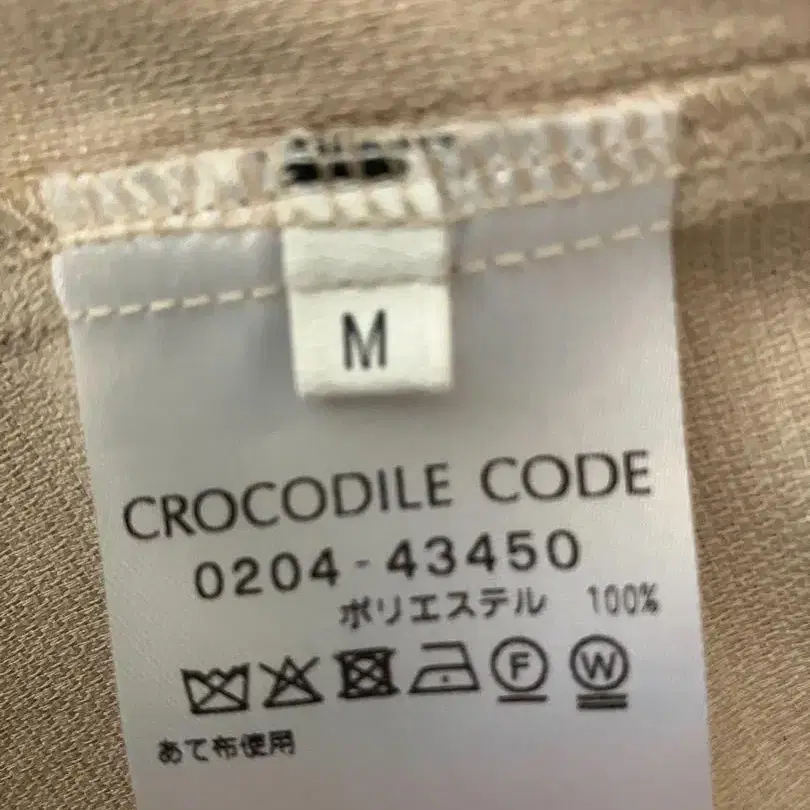 M
CROCODILE CODE
0204-43450
ポリエステル 100%
F W
あて布使用